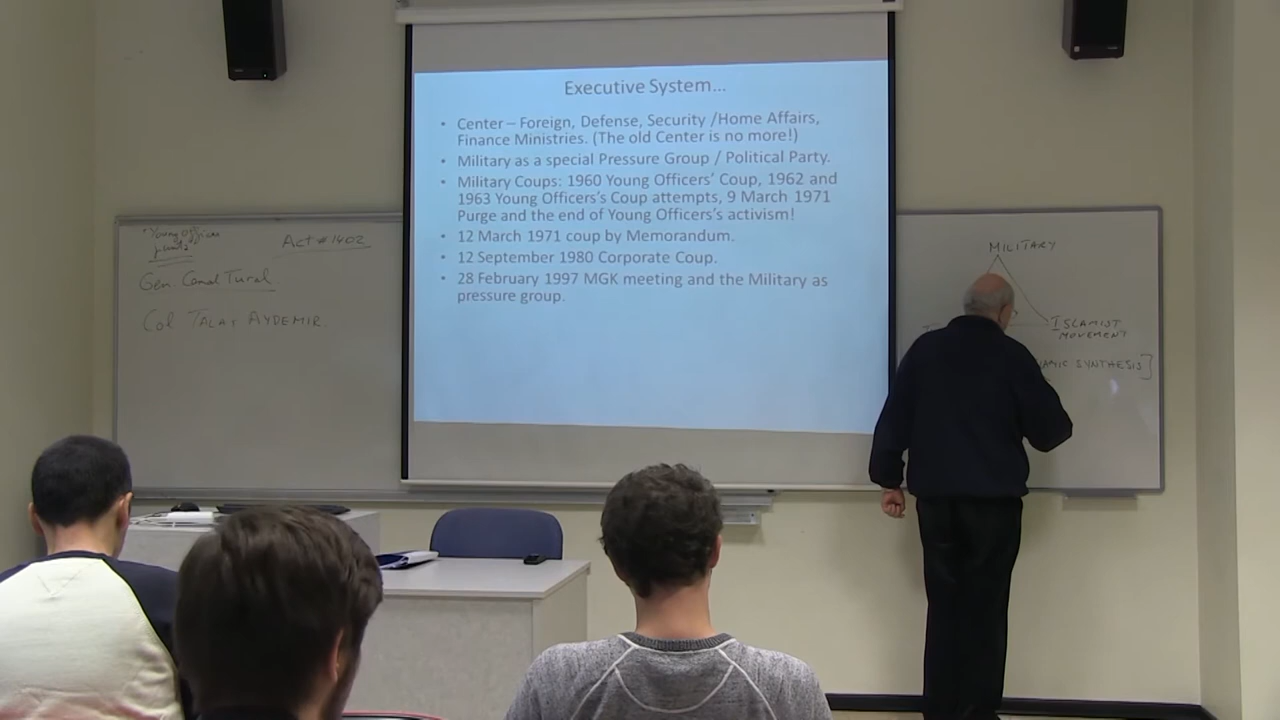 Executive System…
• Center – Foreign, Defense, Security /Home Affairs,
Finance Ministries. (The old Center is no more!)
• Military as a special Pressure Group / Political Party.
• Military Coups: 1960 Young Officers' Coup, 1962 and
1963 Young Officers's Coup attempts, 9 March 1971
Purge and the end of Young Officers's activism!
• 12 March 1971 coup by Memorandum.
• 12 September 1980 Corporate Coup.
• 28 February 1997 MGK meeting and the Military as
pressure group.
Act #1402
Gen Cemal Tural
Col TALAT AYDEMIR
MILITARY
ISLAMIST
MOVEMENT
SYNTHESIS]